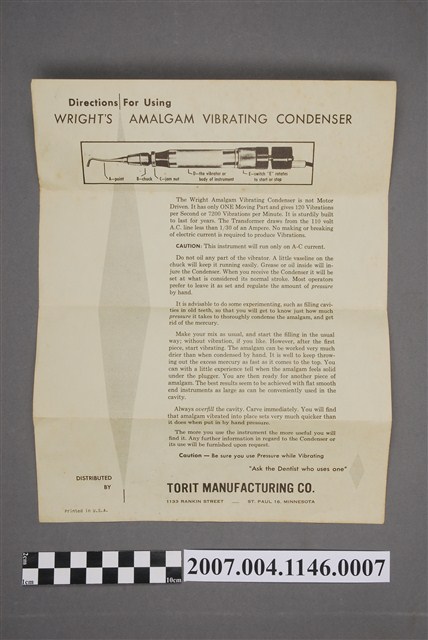 Directions For Using
WRIGHT'S AMALGAM VIBRATING CONDENSER
A—point
B—chuck
C—jam nut
D—the vibrator or
body of instrument
E—switch "E" rotates
to start or stop
The Wright Amalgam Vibrating Condenser is not Motor
Driven. It has only ONE Moving Part and gives 120 Vibrations
per Second or 7200 Vibrations per Minute. It is sturdily built
to last for years. The Transformer draws from the 110 volt
A.C. line less than 1/30 of an Ampere. No making or breaking
of electric current is required to produce Vibrations.
CAUTION: This instrument will run only on A-C current.
Do not oil any part of the vibrator. A little vaseline on the
chuck will keep it running easily. Grease or oil inside will in-
jure the Condenser. When you receive the Condenser it will be
set at what is considered its normal stroke. Most operators
prefer to leave it as set and regulate the amount of pressure
by hand.
It is advisable to do some experimenting, such as filling cavi-
ties in old teeth, so that you will get to know just how much
pressure it takes to thoroughly condense the amalgam, and get
rid of the mercury.
Make your mix as usual, and start the filling in the usual
way; without vibration, if you like. However, after the first
piece, start vibrating. The amalgam can be worked very much
drier than when condensed by hand. It is well to keep throw-
ing out the excess mercury as fast as it comes to the top. You
can with a little experience tell when the amalgam feels solid
under the plugger. You are then ready for another piece of
amalgam. The best results seem to be achieved with flat smooth
end instruments as large as can be conveniently used in the
cavity.
Always overfill the cavity. Carve immediately. You will find
that amalgam vibrated into place sets very much quicker than
it does when put in by hand pressure.
The more you use the instrument the more useful you will
find it. Any further information in regard to the Condenser or
its use will be furnished upon request.
Caution — Be sure you use Pressure while Vibrating
"Ask the Dentist who uses one"
DISTRIBUTED
BY
TORIT MANUFACTURING CO.
1133 RANKIN STREET — ST. PAUL 16, MINNESOTA
Printed in U.S.A.
2cm
1cm
10cm
2007.004.1146.0007